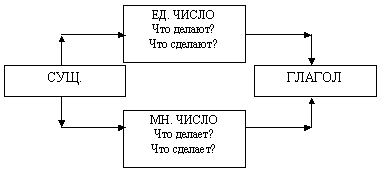 ЕД. ЧИСЛО
Что делают?
Что сделают?
СУЩ.
ГЛАГОЛ
МН. ЧИСЛО
Что делает?
Что сделает?